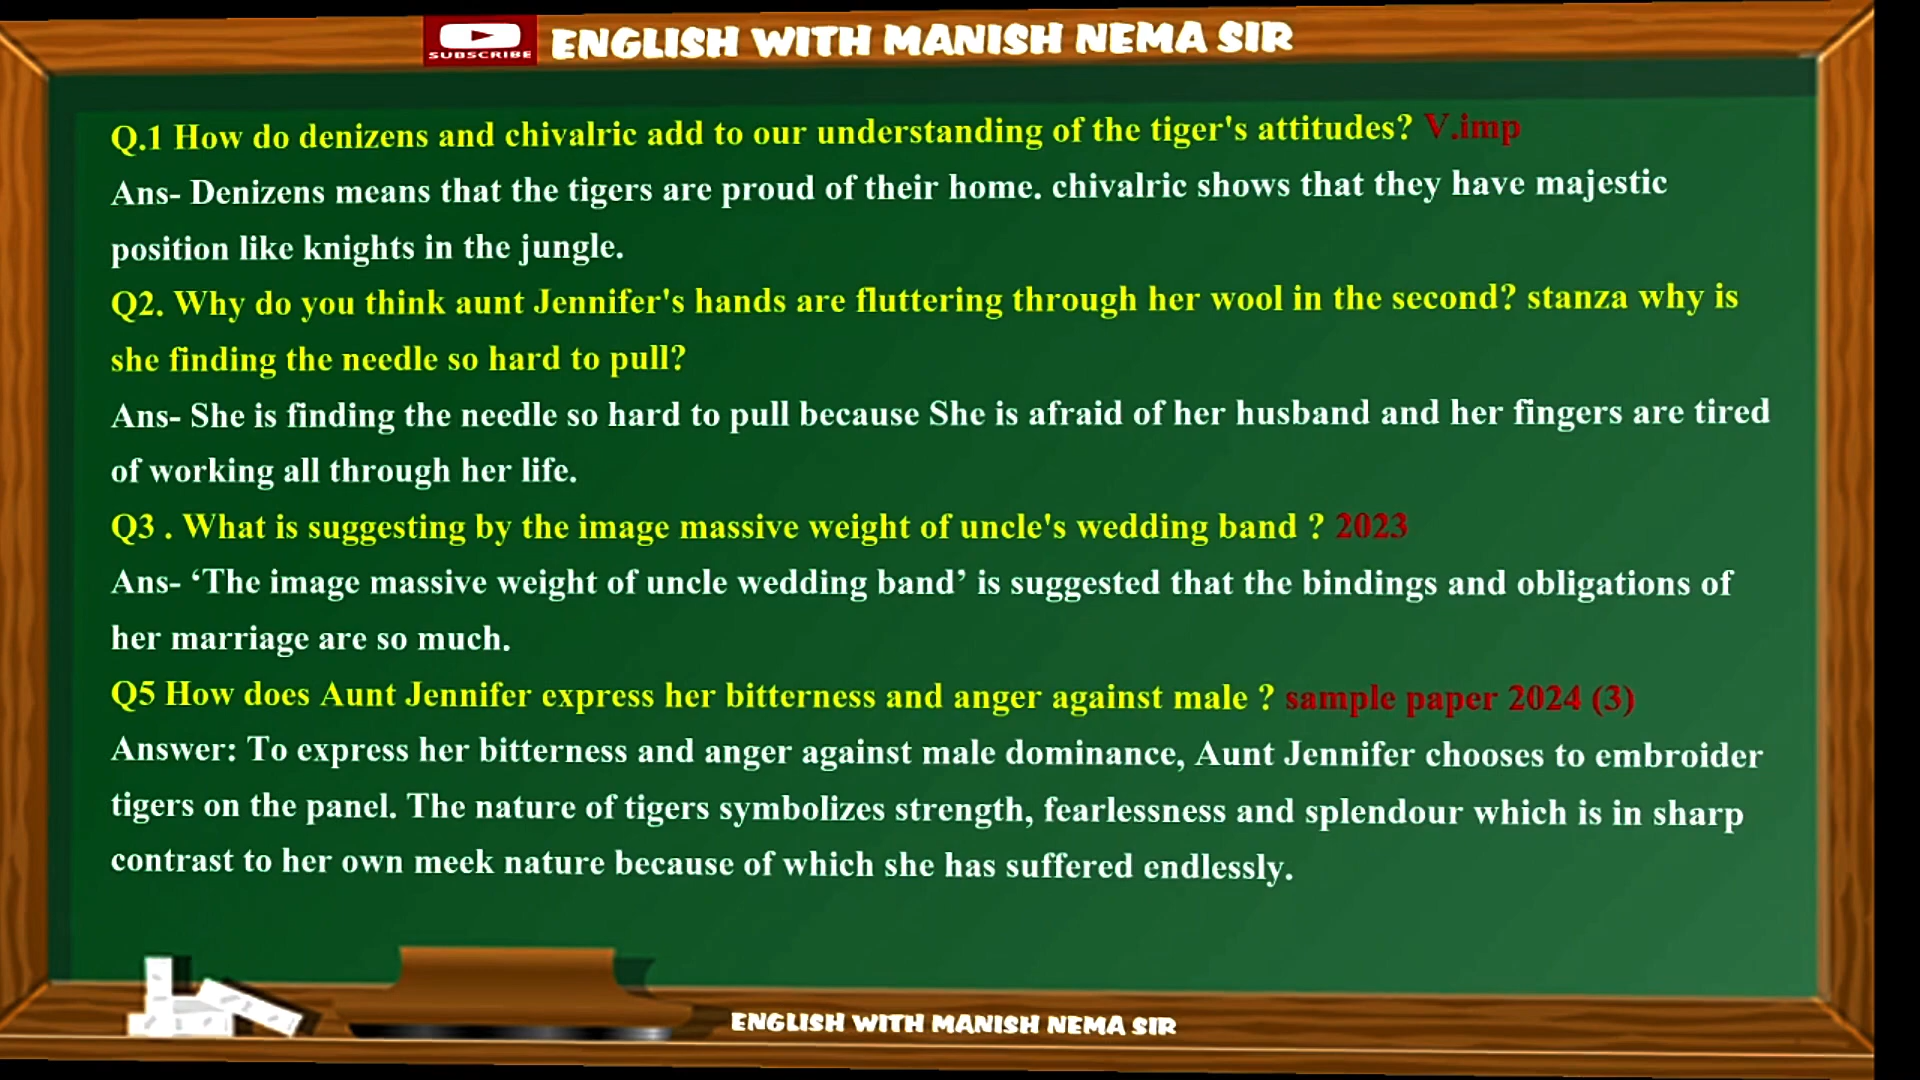 SUBSCRIBE ENGLISH WITH MANISH NEMA SIR
Q.1 How do denizens and chivalric add to our understanding of the tiger's attitudes? V.imp
Ans- Denizens means that the tigers are proud of their home. chivalric shows that they have majestic
position like knights in the jungle.
Q2. Why do you think aunt Jennifer's hands are fluttering through her wool in the second? stanza why is
she finding the needle so hard to pull?
Ans- She is finding the needle so hard to pull because She is afraid of her husband and her fingers are tired
of working all through her life.
Q3 . What is suggesting by the image massive weight of uncle's wedding band ? 2023
Ans- ‘The image massive weight of uncle wedding band’ is suggested that the bindings and obligations of
her marriage are so much.
Q5 How does Aunt Jennifer express her bitterness and anger against male ? sample paper 2024 (3)
Answer: To express her bitterness and anger against male dominance, Aunt Jennifer chooses to embroider
tigers on the panel. The nature of tigers symbolizes strength, fearlessness and splendour which is in sharp
contrast to her own meek nature because of which she has suffered endlessly.
ENGLISH WITH MANISH NEMA SIR